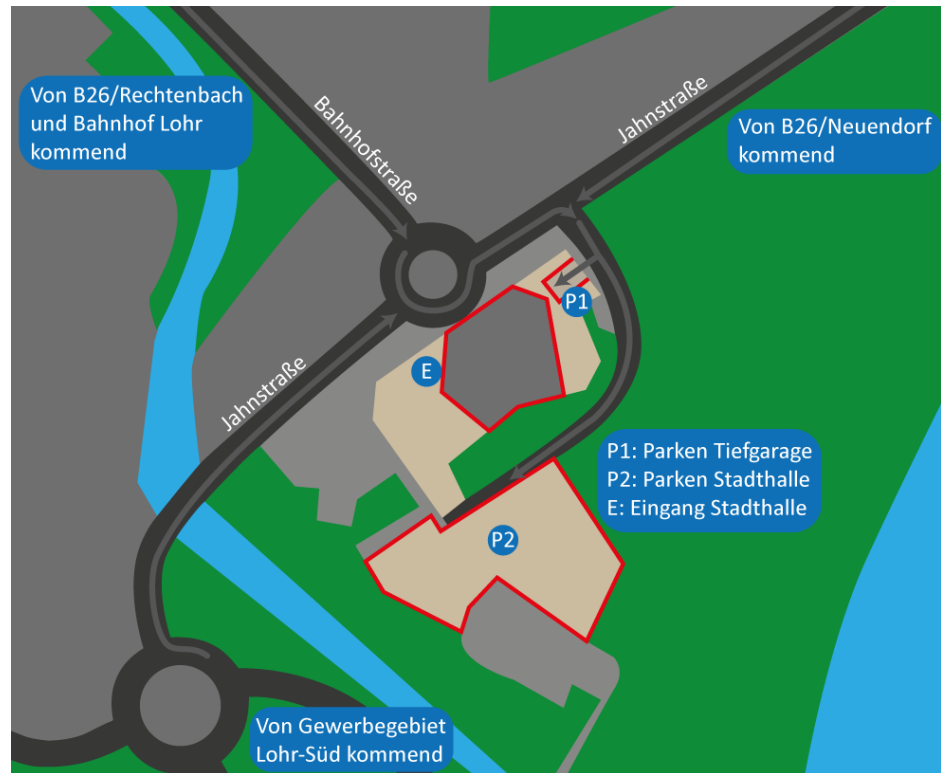 Von B26/Rechtenbach
und Bahnhof Lohr
kommend
Bahnhofstraße
Jahnstraße
Von B26/Neuendorf
kommend
P1
E
Jahnstraße
P1: Parken Tiefgarage
P2: Parken Stadthalle
E: Eingang Stadthalle
P2
Von Gewerbegebiet
Lohr-Süd kommend